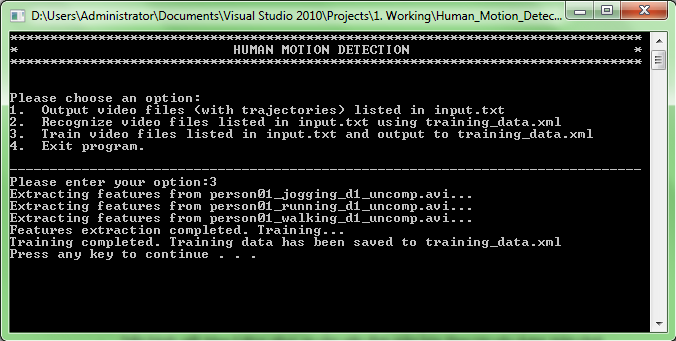 D:\Users\Administrator\Documents\Visual Studio 2010\Projects\1. Working\Human_Motion_Detec...
*****************************************************************************
* HUMAN MOTION DETECTION *
*****************************************************************************
Please choose an option:
1. Output video files (with trajectories) listed in input.txt
2. Recognize video files listed in input.txt using training_data.xml
3. Train video files listed in input.txt and output to training_data.xml
4. Exit program.
_____________________________________________________________________________
Please enter your option:3
Extracting features from person01_jogging_d1_uncomp.avi...
Extracting features from person01_running_d1_uncomp.avi...
Extracting features from person01_walking_d1_uncomp.avi...
Features extraction completed. Training...
Training completed. Training data has been saved to training_data.xml
Press any key to continue . . .